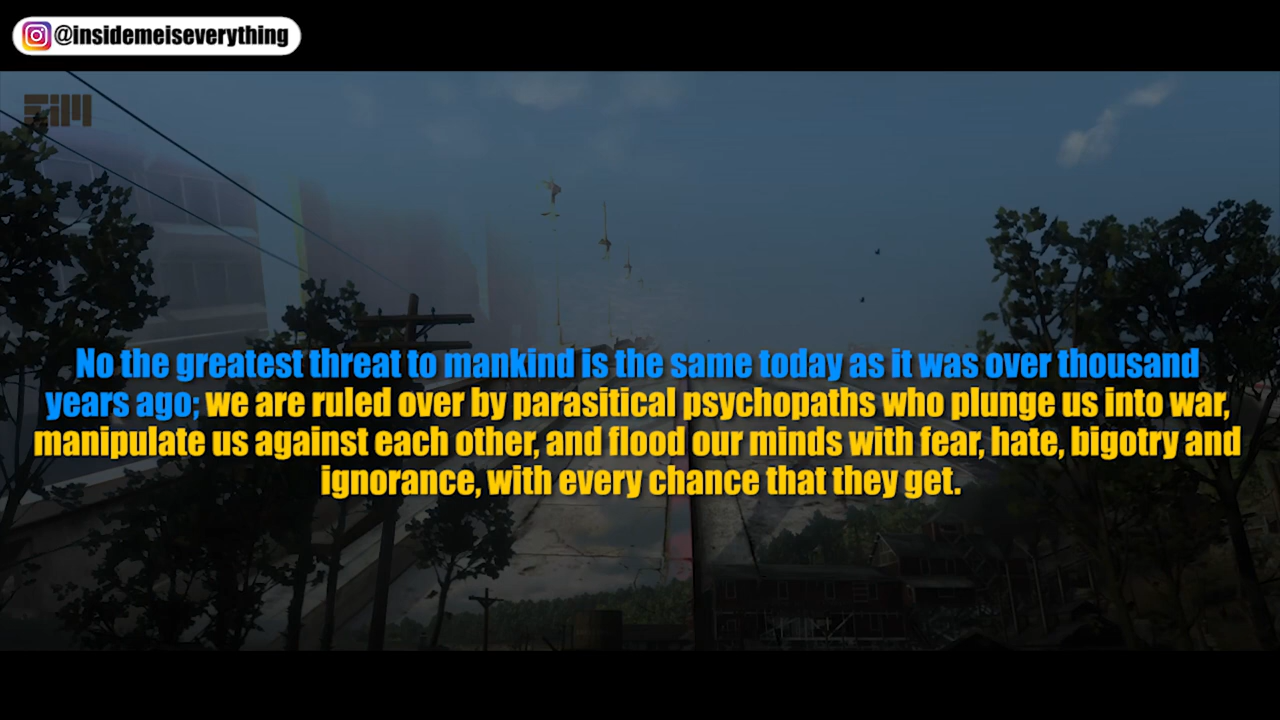 @insidemeiseverything
EiM
No the greatest threat to mankind is the same today as it was over thousand
years ago; we are ruled over by parasitical psychopaths who plunge us into war,
manipulate us against each other, and flood our minds with fear, hate, bigotry and
ignorance, with every chance that they get.